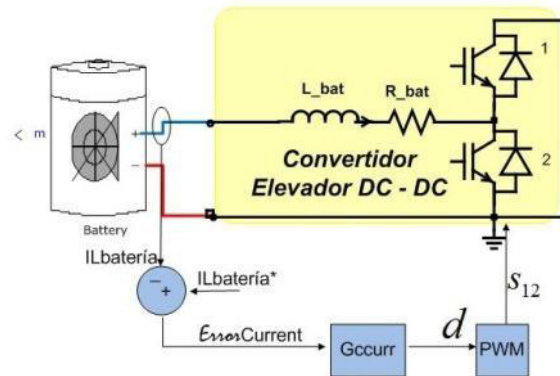 L_bat
R_bat
1
< m
+
−
Convertidor
Elevador DC - DC
2
Battery
ILbatería
− +
ILbatería*
s12
ErrorCurrent
Gccurr
d
PWM